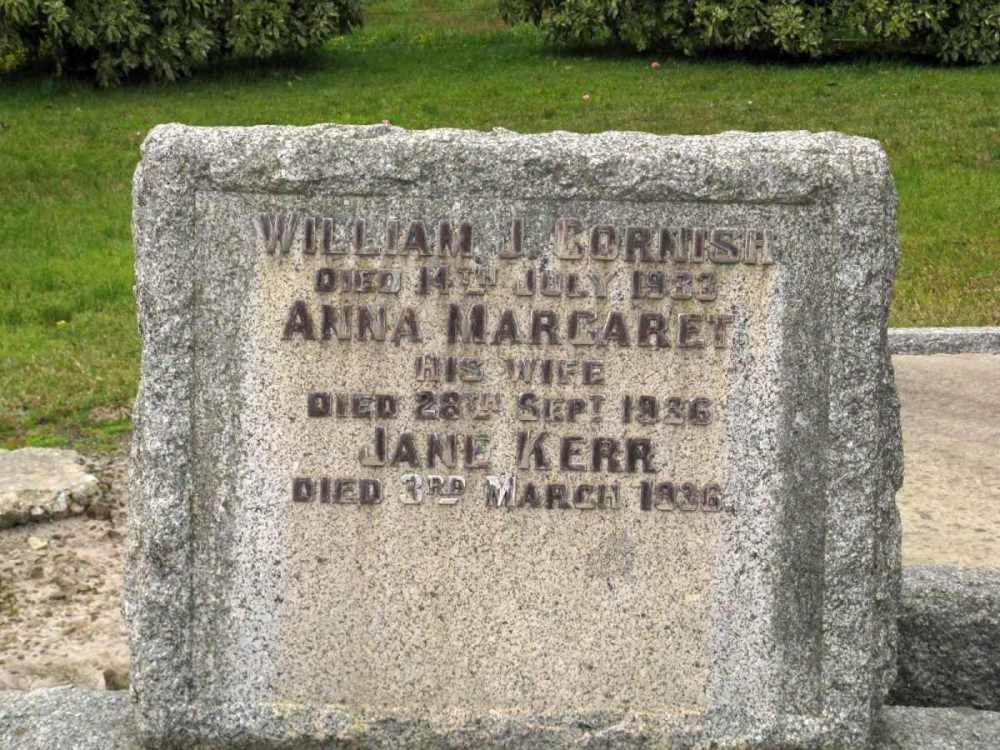 WILLIAM J. CORNISH
DIED 14TH JULY 1933
ANNA MARGARET
HIS WIFE
DIED 28TH SEPT 1936
JANE KERR
DIED 3RD MARCH 1936.